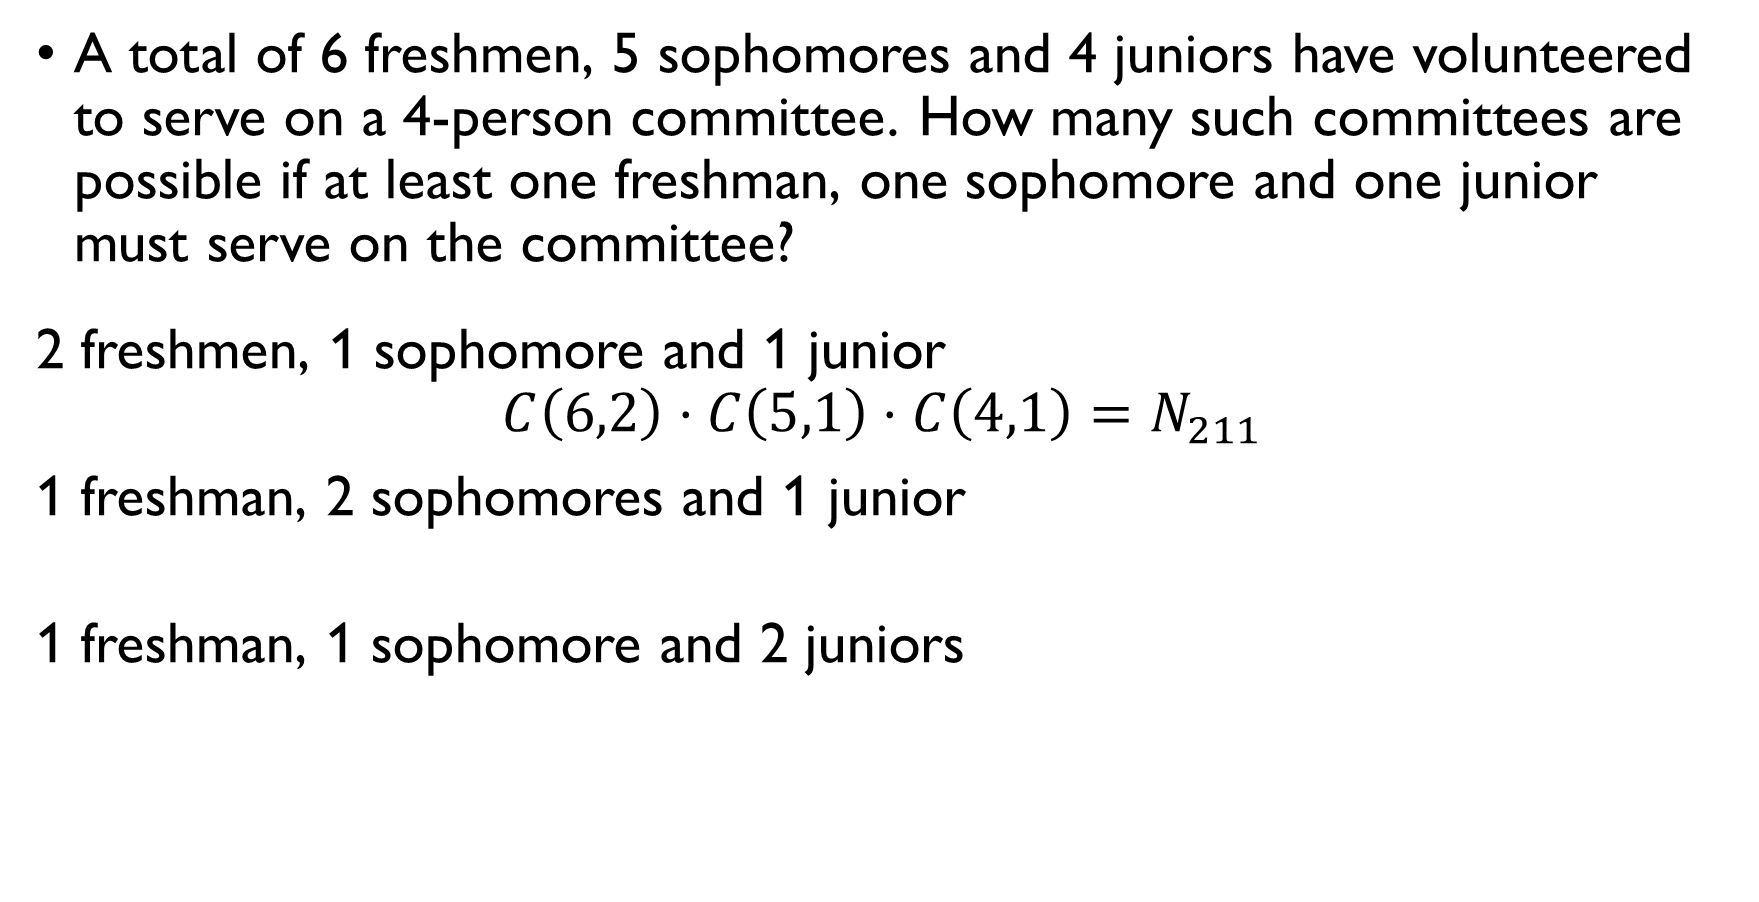 • A total of 6 freshmen, 5 sophomores and 4 juniors have volunteered
to serve on a 4-person committee. How many such committees are
possible if at least one freshman, one sophomore and one junior
must serve on the committee?
2 freshmen, 1 sophomore and 1 junior
𝐶(6,2) · 𝐶(5,1) · 𝐶(4,1) = 𝑁₂₁₁
1 freshman, 2 sophomores and 1 junior
1 freshman, 1 sophomore and 2 juniors